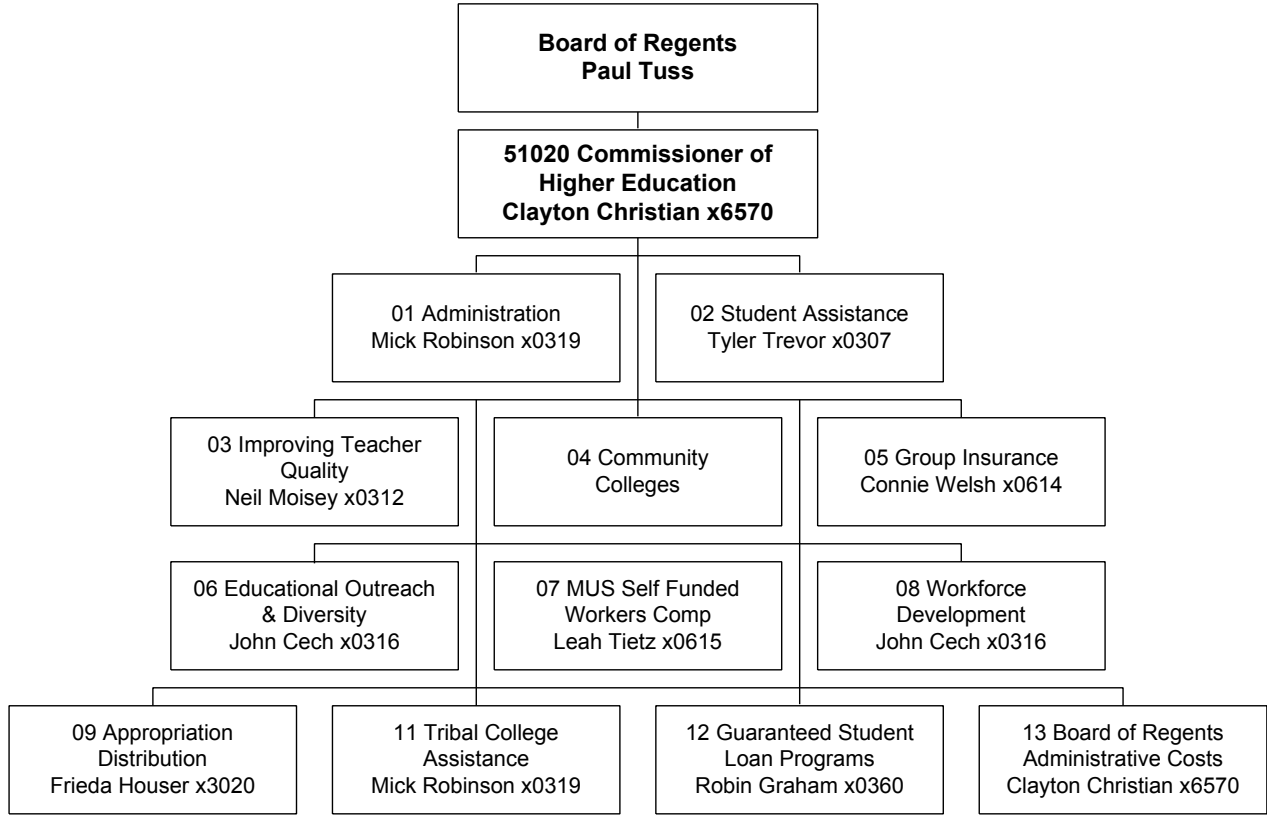 Board of Regents
Paul Tuss
51020 Commissioner of
Higher Education
Clayton Christian x6570
01 Administration
Mick Robinson x0319
02 Student Assistance
Tyler Trevor x0307
03 Improving Teacher
Quality
Neil Moisey x0312
04 Community
Colleges
05 Group Insurance
Connie Welsh x0614
06 Educational Outreach
& Diversity
John Cech x0316
07 MUS Self Funded
Workers Comp
Leah Tietz x0615
08 Workforce
Development
John Cech x0316
09 Appropriation
Distribution
Frieda Houser x3020
11 Tribal College
Assistance
Mick Robinson x0319
12 Guaranteed Student
Loan Programs
Robin Graham x0360
13 Board of Regents
Administrative Costs
Clayton Christian x6570